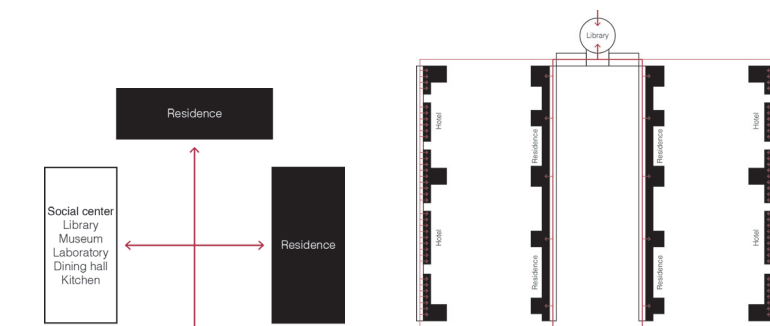 Residence
Social center
Library
Museum
Laboratory
Dining hall
Kitchen
Residence
Library
Hotel
Residence
Residence
Hotel
Hotel
Residence
Residence
Hotel